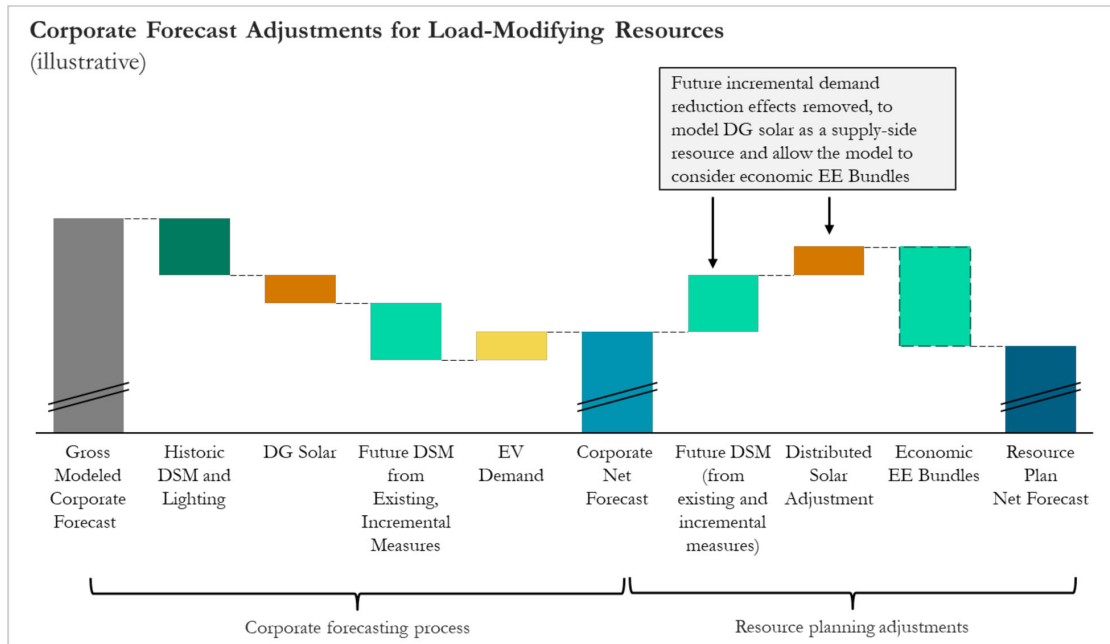 Corporate Forecast Adjustments for Load-Modifying Resources
(illustrative)
Future incremental demand
reduction effects removed, to
model DG solar as a supply-side
resource and allow the model to
consider economic EE Bundles
Gross
Modeled
Corporate
Forecast
Historic
DSM and
Lighting
DG Solar
Future DSM
from
Existing,
Incremental
Measures
EV
Demand
Corporate
Net
Forecast
Future DSM
(from
existing and
incremental
measures)
Distributed
Solar
Adjustment
Economic
EE Bundles
Resource
Plan
Net Forecast
Corporate forecasting process
Resource planning adjustments